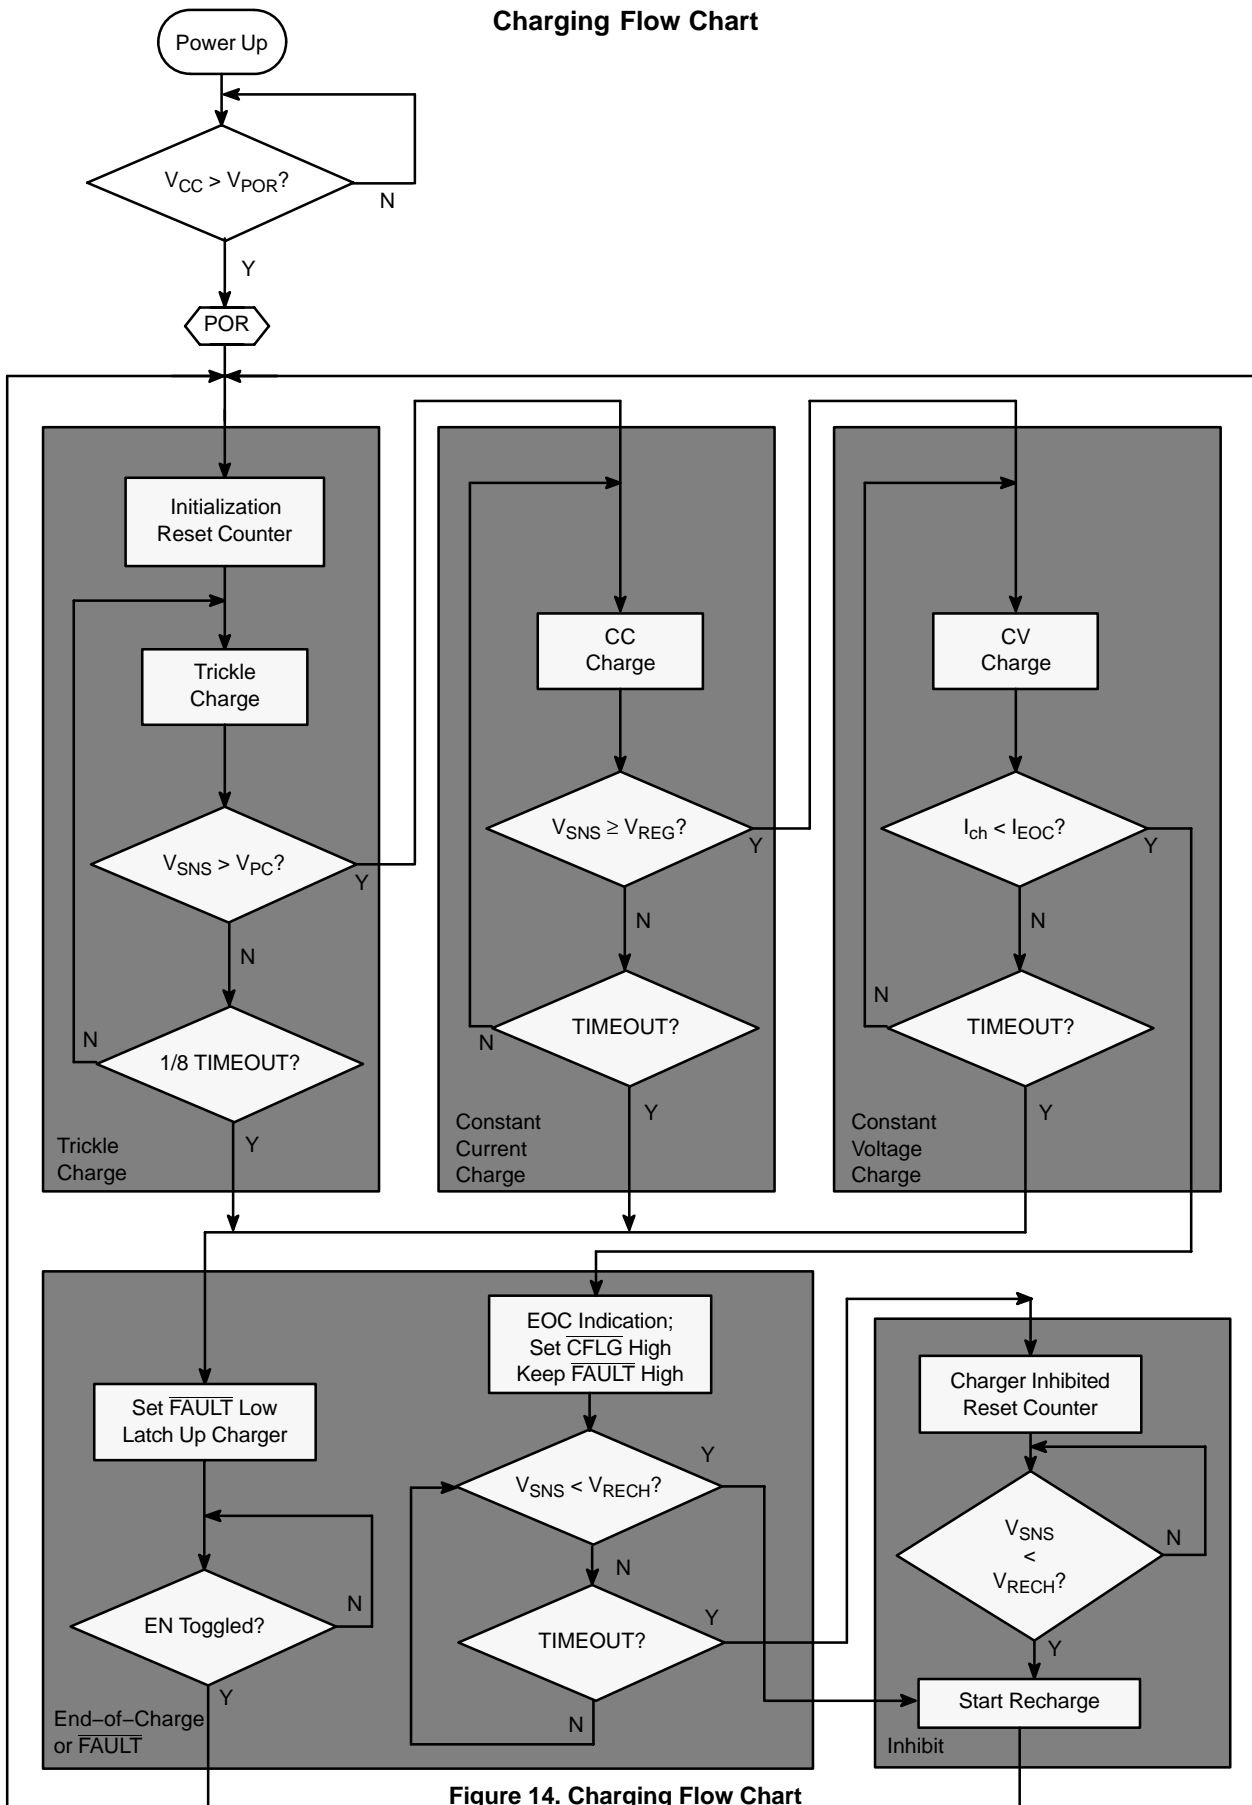 Charging Flow Chart
Power Up
VCC > VPOR?
N
Y
POR
Initialization
Reset Counter
Trickle
Charge
VSNS > VPC?
Y
N
1/8 TIMEOUT?
N
Y
Trickle
Charge
CC
Charge
VSNS ≥ VREG?
Y
N
TIMEOUT?
N
Y
Constant
Current
Charge
CV
Charge
Ich < IEOC?
Y
N
TIMEOUT?
N
Y
Constant
Voltage
Charge
Set FAULT Low
Latch Up Charger
EN Toggled?
N
Y
End−of−Charge
or FAULT
EOC Indication;
Set CFLG High
Keep FAULT High
VSNS < VRECH?
Y
N
TIMEOUT?
Y
N
Charger Inhibited
Reset Counter
VSNS
<
VRECH?
N
Y
Start Recharge
Inhibit
Figure 14. Charging Flow Chart